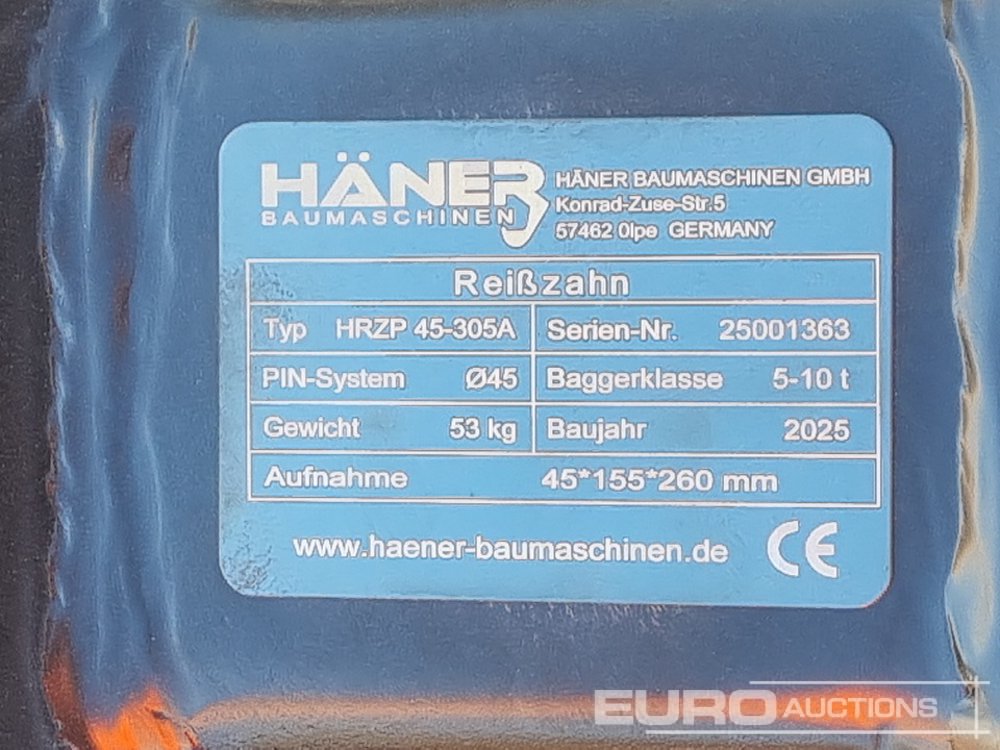 HÄNER
BAUMASCHINEN
HÄNER BAUMASCHINEN GMBH
Konrad-Zuse-Str.5
57462 Olpe GERMANY
Reißzahn
Typ HRZP 45-305A Serien-Nr. 25001363
PIN-System Ø45 Baggerklasse 5-10 t
Gewicht 53 kg Baujahr 2025
Aufnahme 45*155*260 mm
www.haener-baumaschinen.de CE
EURO AUCTIONS